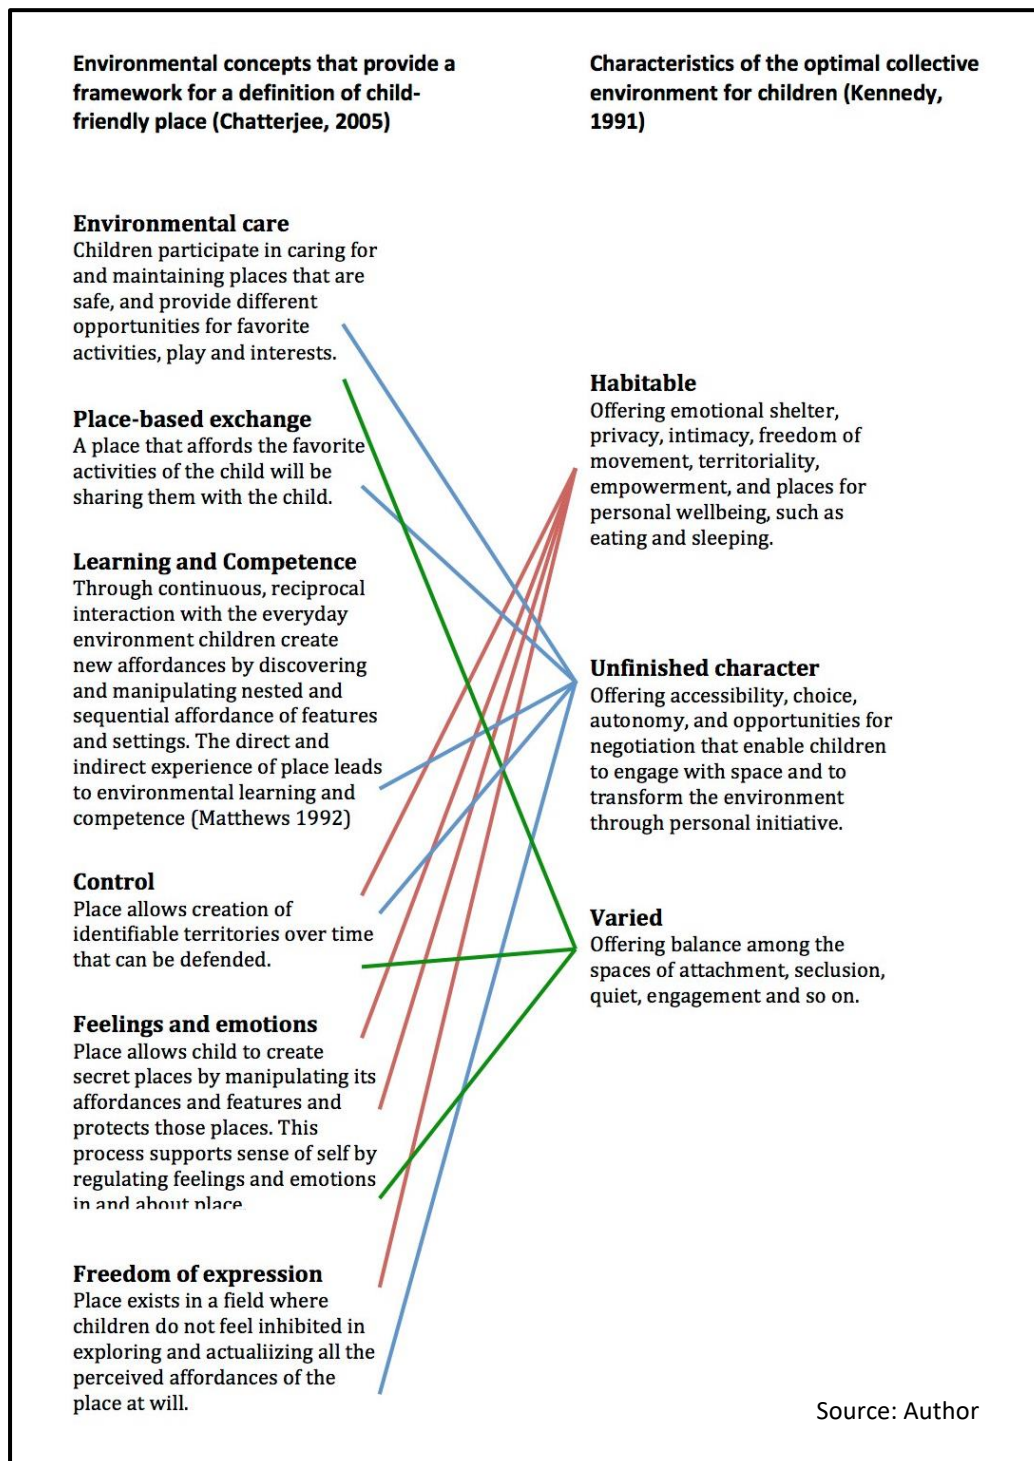 Environmental concepts that provide a
framework for a definition of child-
friendly place (Chatterjee, 2005)
Environmental care
Children participate in caring for
and maintaining places that are
safe, and provide different
opportunities for favorite
activities, play and interests.
Place-based exchange
A place that affords the favorite
activities of the child will be
sharing them with the child.
Learning and Competence
Through continuous, reciprocal
interaction with the everyday
environment children create
new affordances by discovering
and manipulating nested and
sequential affordance of features
and settings. The direct and
indirect experience of place leads
to environmental learning and
competence (Matthews 1992)
Control
Place allows creation of
identifiable territories over time
that can be defended.
Feelings and emotions
Place allows child to create
secret places by manipulating its
affordances and features and
protects those places. This
process supports sense of self by
regulating feelings and emotions
in and about place.
Freedom of expression
Place exists in a field where
children do not feel inhibited in
exploring and actualiizing all the
perceived affordances of the
place at will.
Characteristics of the optimal collective
environment for children (Kennedy,
1991)
Habitable
Offering emotional shelter,
privacy, intimacy, freedom of
movement, territoriality,
empowerment, and places for
personal wellbeing, such as
eating and sleeping.
Unfinished character
Offering accessibility, choice,
autonomy, and opportunities for
negotiation that enable children
to engage with space and to
transform the environment
through personal initiative.
Varied
Offering balance among the
spaces of attachment, seclusion,
quiet, engagement and so on.
Source: Author